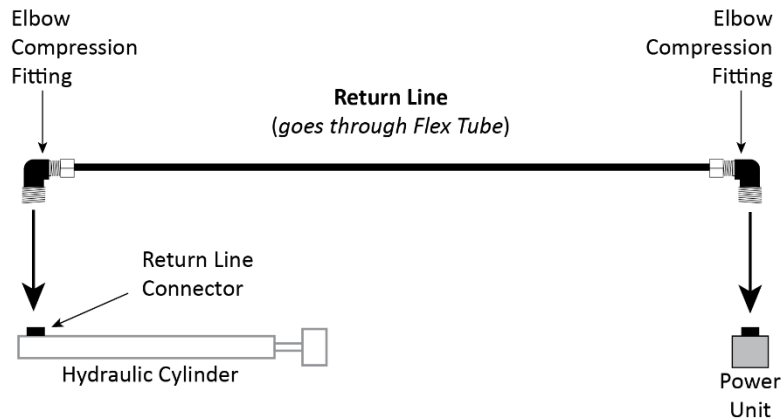 Elbow
Compression
Fitting
Elbow
Compression
Fitting
Return Line
(goes through Flex Tube)
Return Line
Connector
Hydraulic Cylinder
Power
Unit